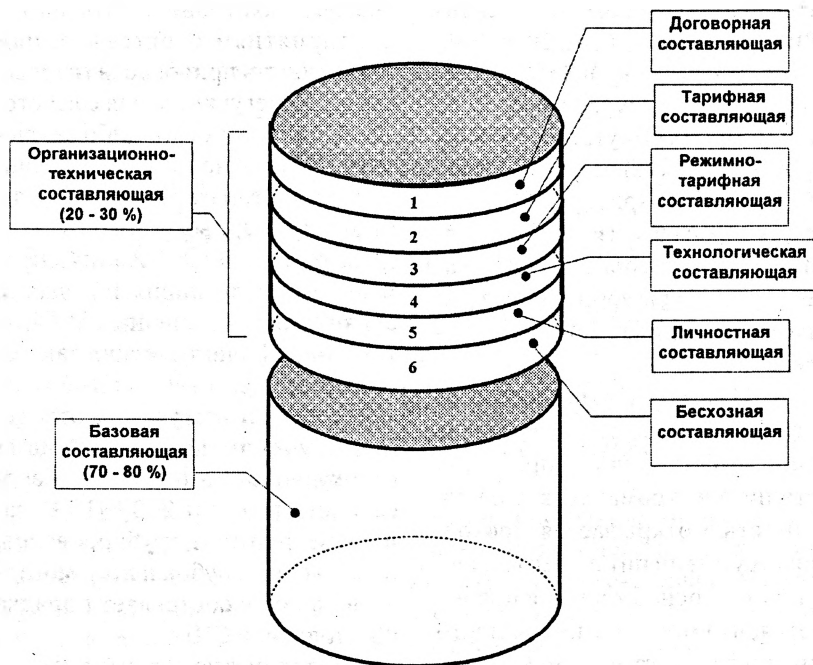 Договорная
составляющая
Тарифная
составляющая
Режимно-
тарифная
составляющая
Технологическая
составляющая
Личностная
составляющая
Бесхозная
составляющая
Организационно-
техническая
составляющая
(20 - 30 %)
1
2
3
4
5
6
Базовая
составляющая
(70 - 80 %)